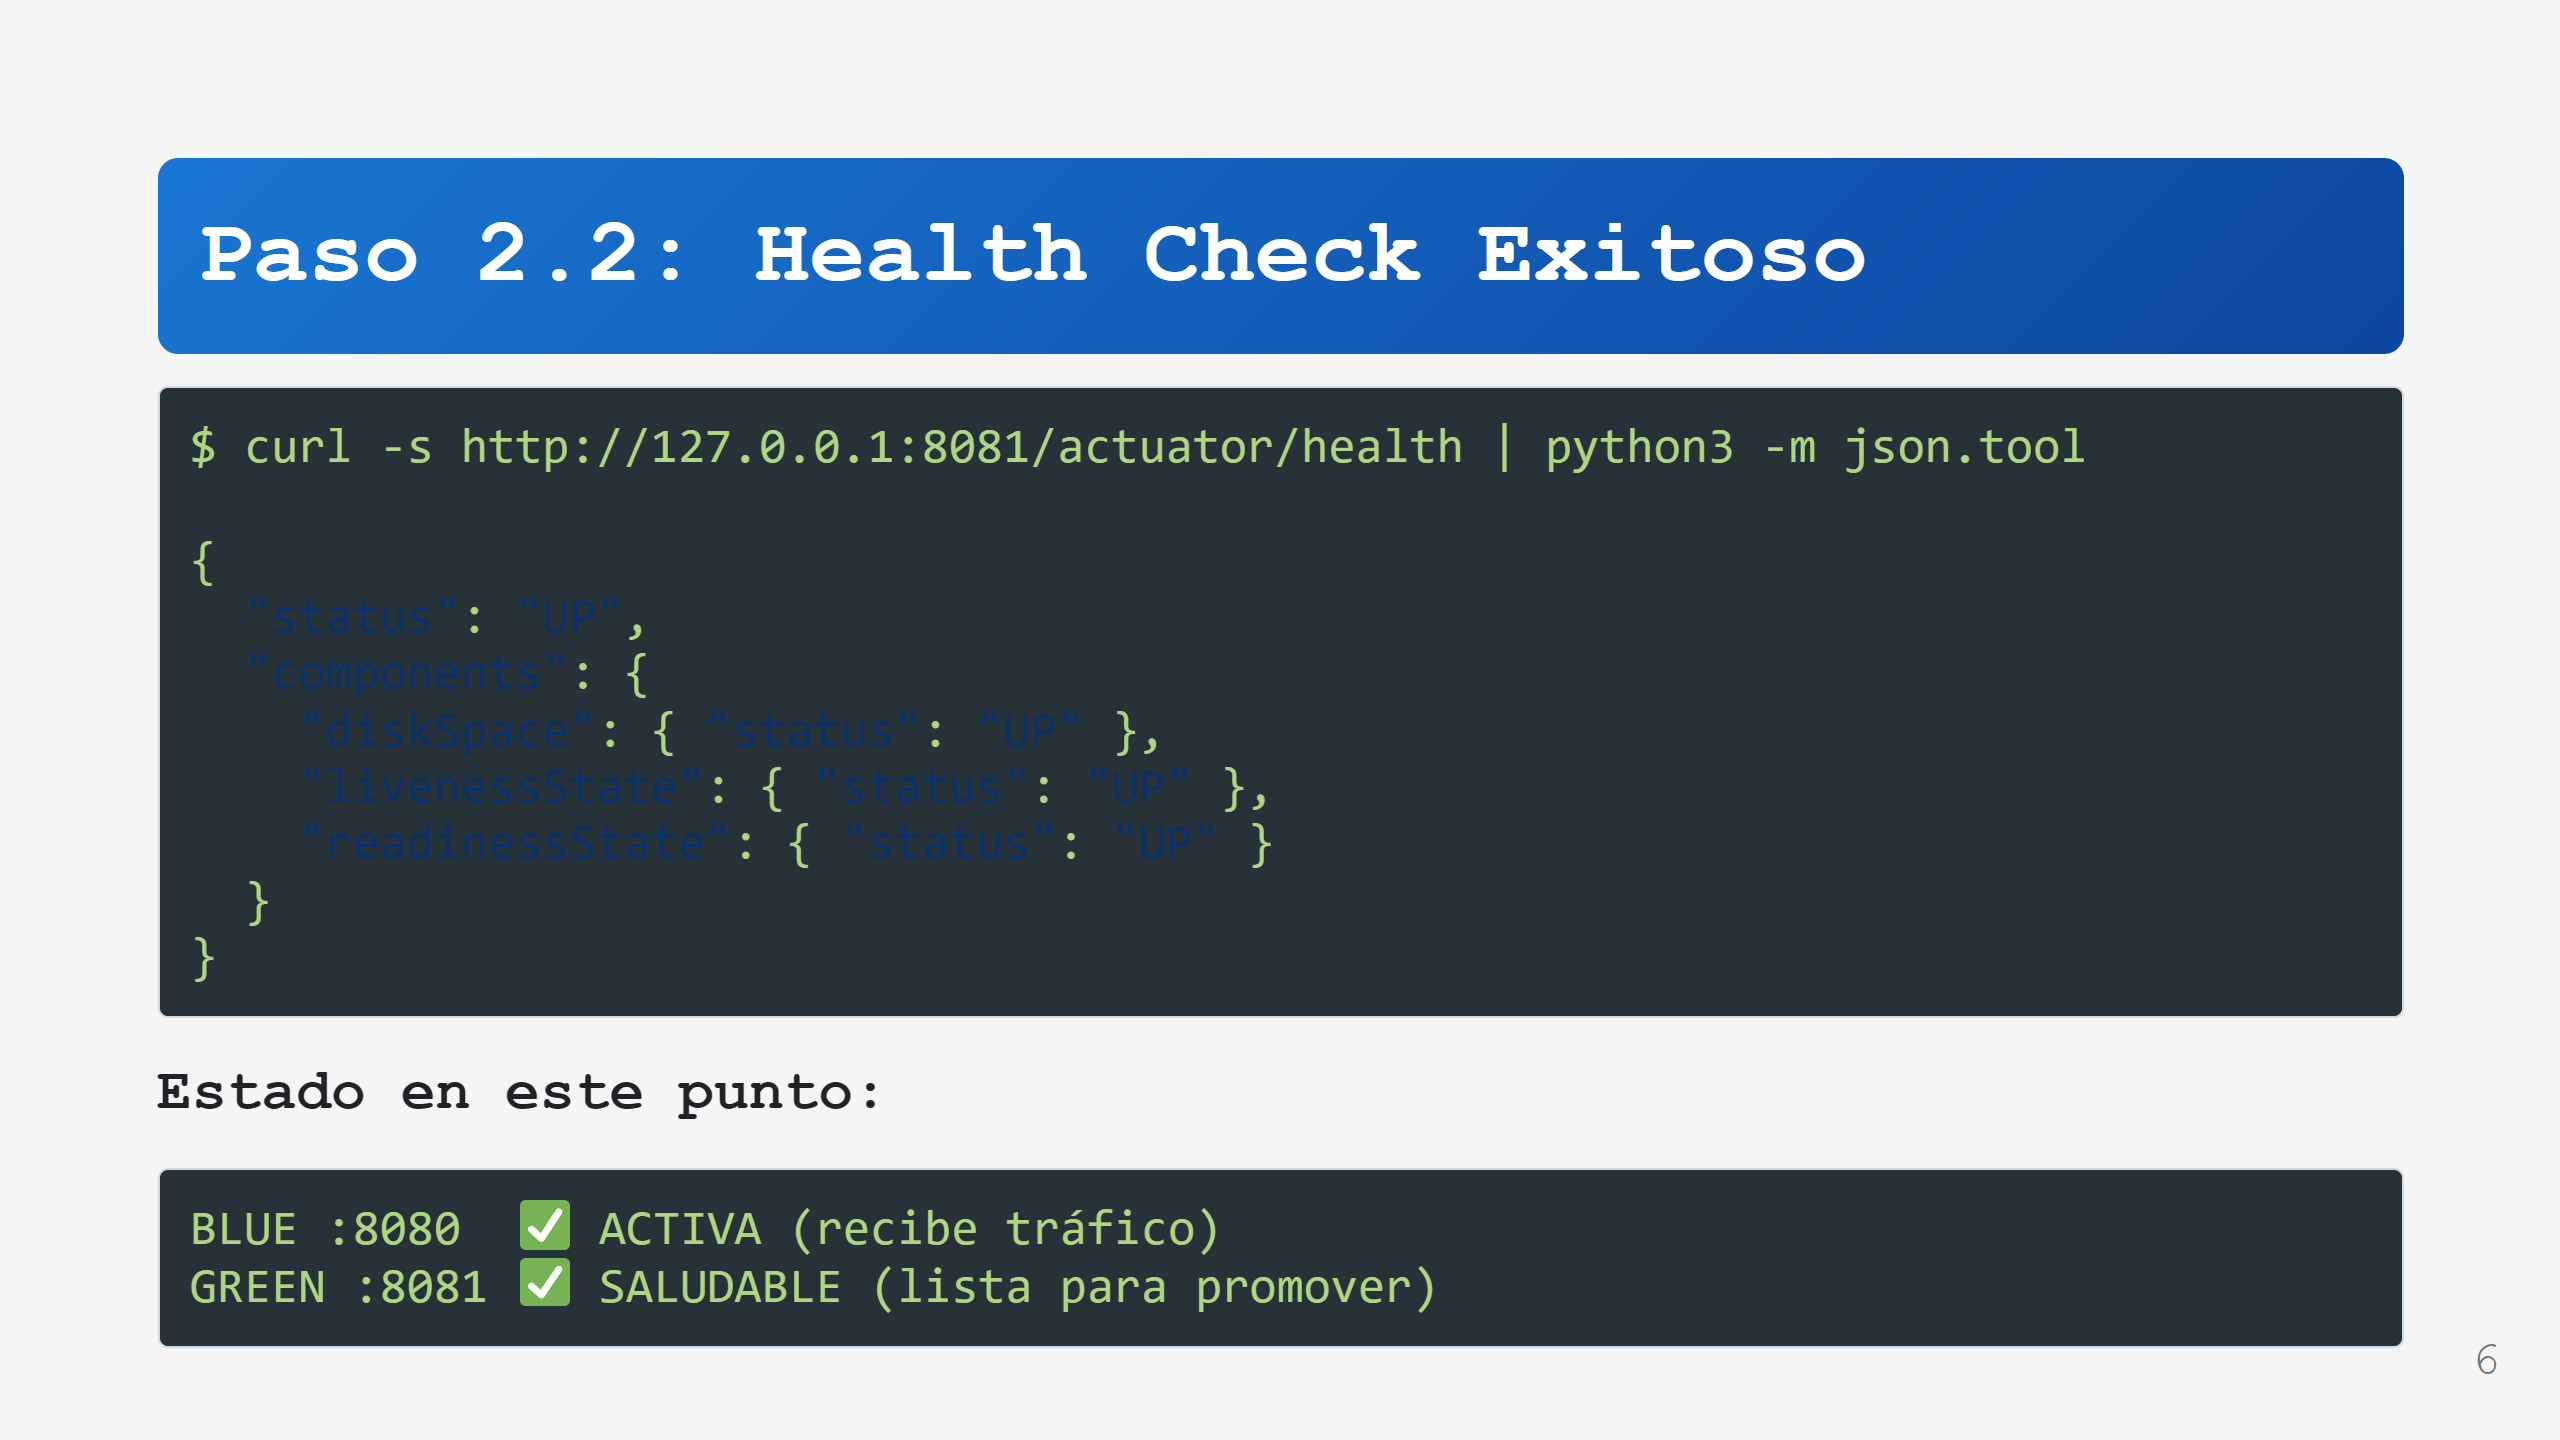 Paso 2.2: Health Check Exitoso
$ curl -s http://127.0.0.1:8081/actuator/health | python3 -m json.tool
{
  "status": "UP",
  "components": {
    "diskSpace": { "status": "UP" },
    "livenessState": { "status": "UP" },
    "readinessState": { "status": "UP" }
  }
}
Estado en este punto:
BLUE :8080  ✅ ACTIVA (recibe tráfico)
GREEN :8081 ✅ SALUDABLE (lista para promover)
6